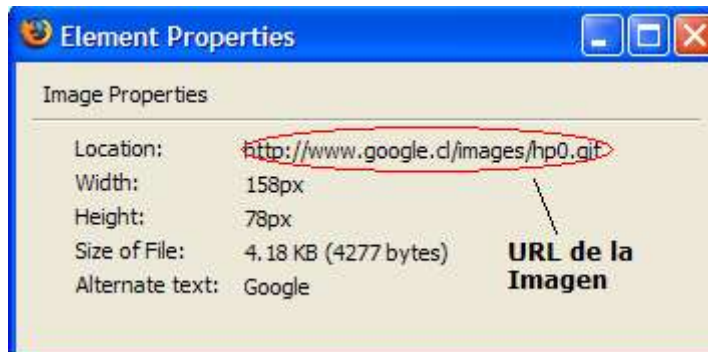 Element Properties
Image Properties
Location: http://www.google.cl/images/hp0.gif
Width: 158px
Height: 78px
Size of File: 4.18 KB (4277 bytes)
Alternate text: Google
URL de la
Imagen